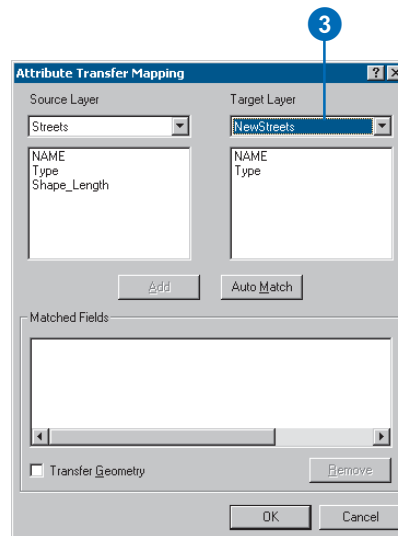 3
Attribute Transfer Mapping
Source Layer Target Layer
Streets NewStreets
NAME NAME
Type Type
Shape_Length
Add Auto Match
Matched Fields
Transfer Geometry Remove
OK Cancel